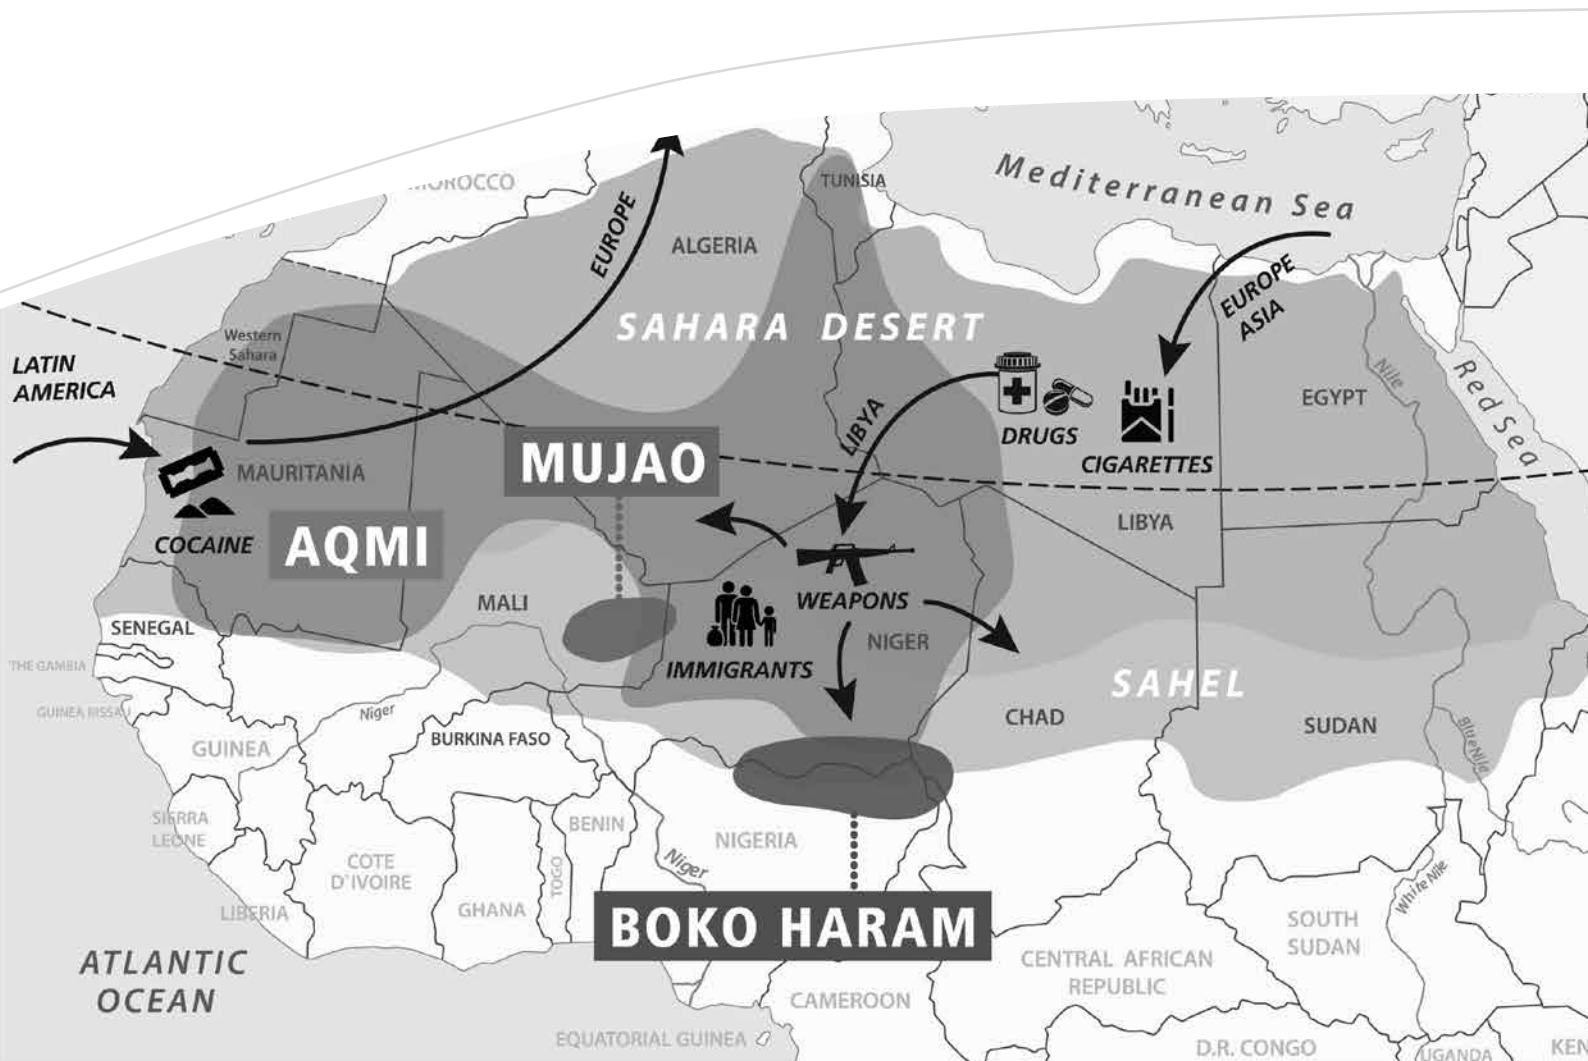 MOROCCO
TUNISIA
Mediterranean Sea
EUROPE
ALGERIA
EUROPE
ASIA
SAHARA DESERT
Western
Sahara
LATIN
AMERICA
Nile
Red Sea
EGYPT
LIBYA
DRUGS
CIGARETTES
MUJAO
MAURITANIA
LIBYA
AQMI
COCAINE
WEAPONS
MALI
SENEGAL
NIGER
IMMIGRANTS
THE GAMBIA
SAHEL
GUINEA BISSAU
Niger
CHAD
SUDAN
BURKINA FASO
GUINEA
Blue Nile
SIERRA
LEONE
BENIN
NIGERIA
COTE
D'IVOIRE
TOGO
Niger
White Nile
LIBERIA
GHANA
BOKO HARAM
SOUTH
SUDAN
ATLANTIC
OCEAN
CENTRAL AFRICAN
REPUBLIC
CAMEROON
EQUATORIAL GUINEA
D.R. CONGO
UGANDA
KEN